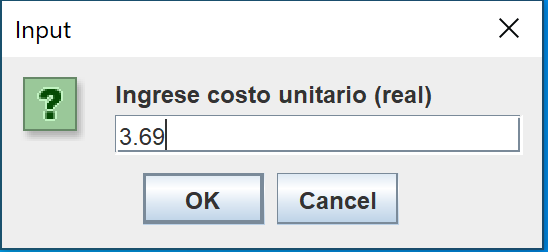 Input
Ingrese costo unitario (real)
3.69
OK Cancel